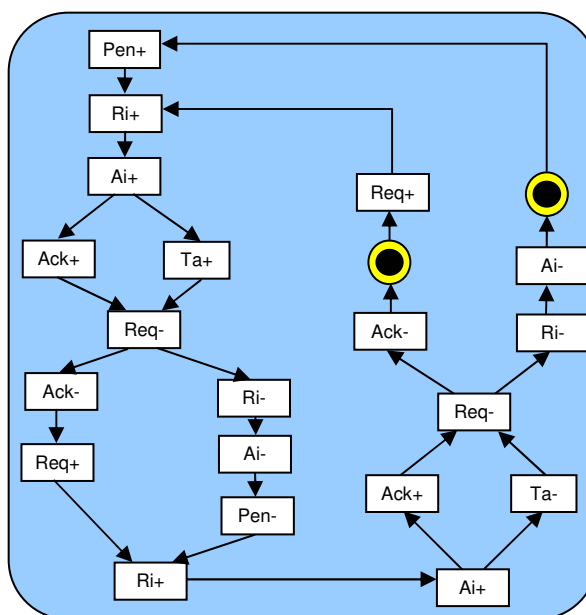 Pen+
Ri+
Ai+
Ack+
Ta+
Req-
Ack-
Ri-
Req+
Ai-
Pen-
Ri+
Req+
Ai-
Ack-
Ri-
Req-
Ack+
Ta-
Ai+